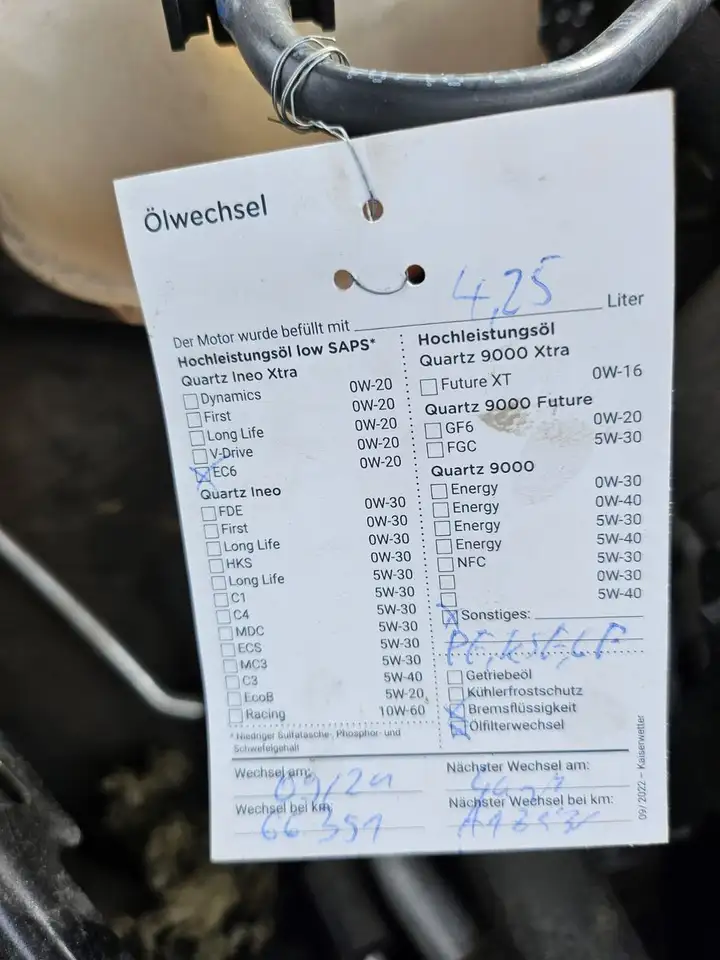 Ölwechsel
Der Motor wurde befüllt mit 4,25 Liter
Hochleistungsöl low SAPS*
Quartz Ineo Xtra
Dynamics 0W-20
First 0W-20
Long Life 0W-20
V-Drive 0W-20
EC6 0W-20
Quartz Ineo
FDE 0W-30
First 0W-30
Long Life 0W-30
HKS 0W-30
Long Life 5W-30
C1 5W-30
C4 5W-30
MDC 5W-30
ECS 5W-30
MC3 5W-30
C3 5W-40
EcoB 5W-20
Racing 10W-60
* Niedriger Sulfatasche-, Phosphor- und
Schwefelgehalt
Hochleistungsöl
Quartz 9000 Xtra
Future XT 0W-16
Quartz 9000 Future
GF6 0W-20
FGC 5W-30
Quartz 9000
Energy 0W-30
Energy 0W-40
Energy 5W-30
Energy 5W-40
NFC 5W-30
0W-30
5W-40
Sonstiges:
Getriebeöl
Kühlerfrostschutz
Bremsflüssigkeit
Ölfilterwechsel
Wechsel am:
Wechsel bei km:
66
Nächster Wechsel am:
Nächster Wechsel bei km:
09/2022 – Kaiserwetter